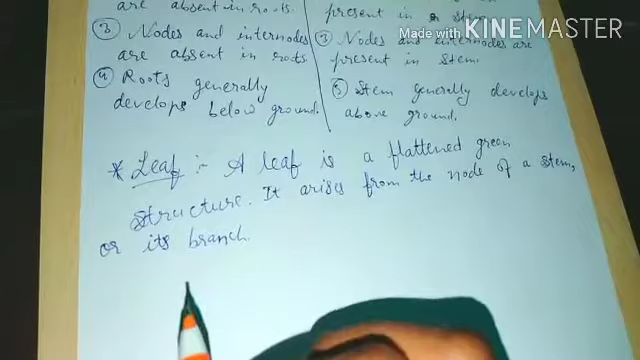 are absent in roots.
present in stem
Made with KINEMASTER
③ Nodes and internodes
are absent in roots
③ Nodes and internodes are
present in stem.
④ Roots generally
develops below ground.
⑤ Stem generally develops
above ground.
* Leaf :- A leaf is a flattened green
structure. It arises from the node of a stem,
or its branch.